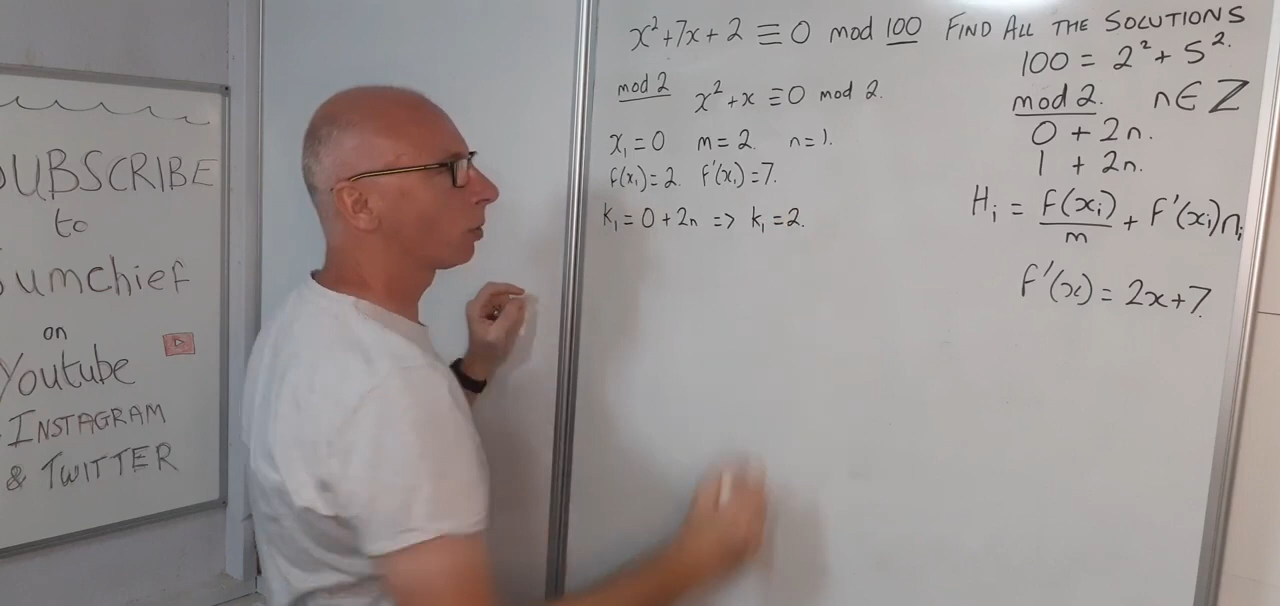 SUBSCRIBE
to
Sumchief
on
Youtube
INSTAGRAM
& TWITTER
x²+7x+2 ≡ 0 mod 100 FIND ALL THE SOLUTIONS
100 = 2² + 5².
mod 2 x²+x ≡ 0 mod 2.
x₁=0 m=2 n=1.
f(x₁)=2. f'(x₁)=7.
K₁=0+2n => K₁=2.
mod 2. n∈Z
0 + 2n.
1 + 2n.
Hᵢ = f(xᵢ)/m + f'(xᵢ)nᵢ
f'(x) = 2x+7.